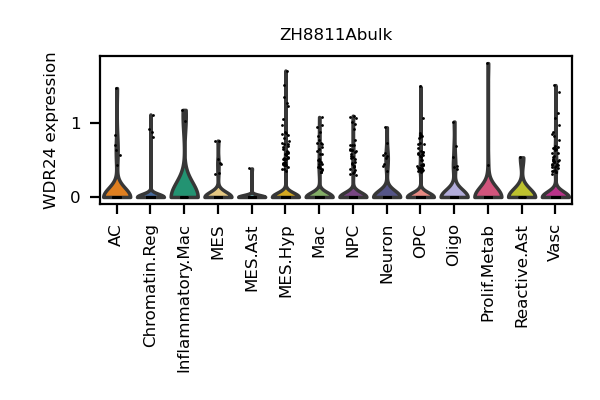 ZH8811Abulk
WDR24 expression
1
0
AC
Chromatin.Reg
Inflammatory.Mac
MES
MES.Ast
MES.Hyp
Mac
NPC
Neuron
OPC
Oligo
Prolif.Metab
Reactive.Ast
Vasc